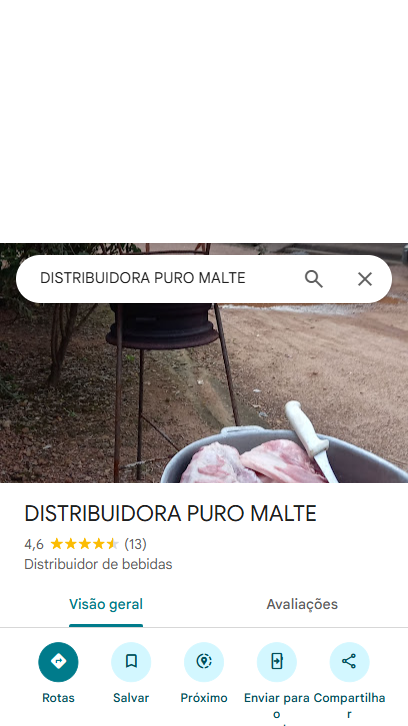 DISTRIBUIDORA PURO MALTE
DISTRIBUIDORA PURO MALTE
4,6 (13)
Distribuidor de bebidas
Visão geral Avaliações
Rotas Salvar Próximo Enviar para Compartilha
o r